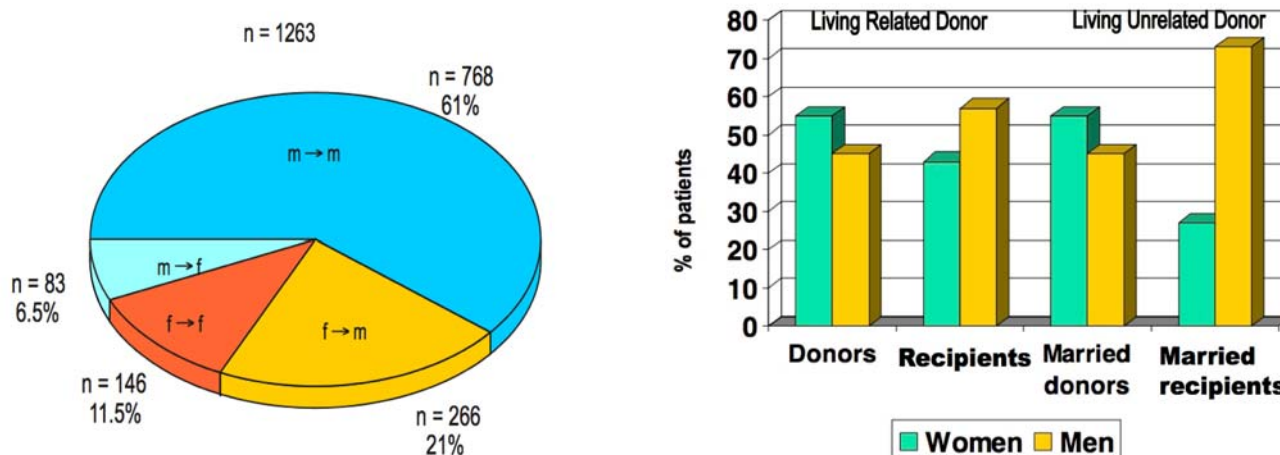 n = 1263
n = 768
61%
m→m
m→f
n = 83
6.5%
f→f
f→m
n = 146
11.5%
n = 266
21%
Living Related Donor
Living Unrelated Donor
80
70
60
50
40
30
20
10
0
% of patients
Donors
Recipients
Married
donors
Married
recipients
Women
Men